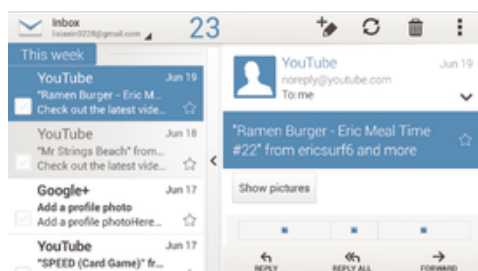 Inbox
23
This week
YouTube Jun 19
"Ramen Burger - Eric M...
Check out the latest vide...
YouTube Jun 18
"Mr Strings Beach" from...
Check out the latest vide...
Google+ Jun 17
Add a profile photo
Add a profile photoHere...
YouTube Jun 17
"SPEED (Card Game)" fr...
YouTube Jun 19
noreply@youtube.com
To: me
"Ramen Burger - Eric Meal Time
#22" from ericsurf6 and more
Show pictures
REPLY
REPLY ALL
FORWARD